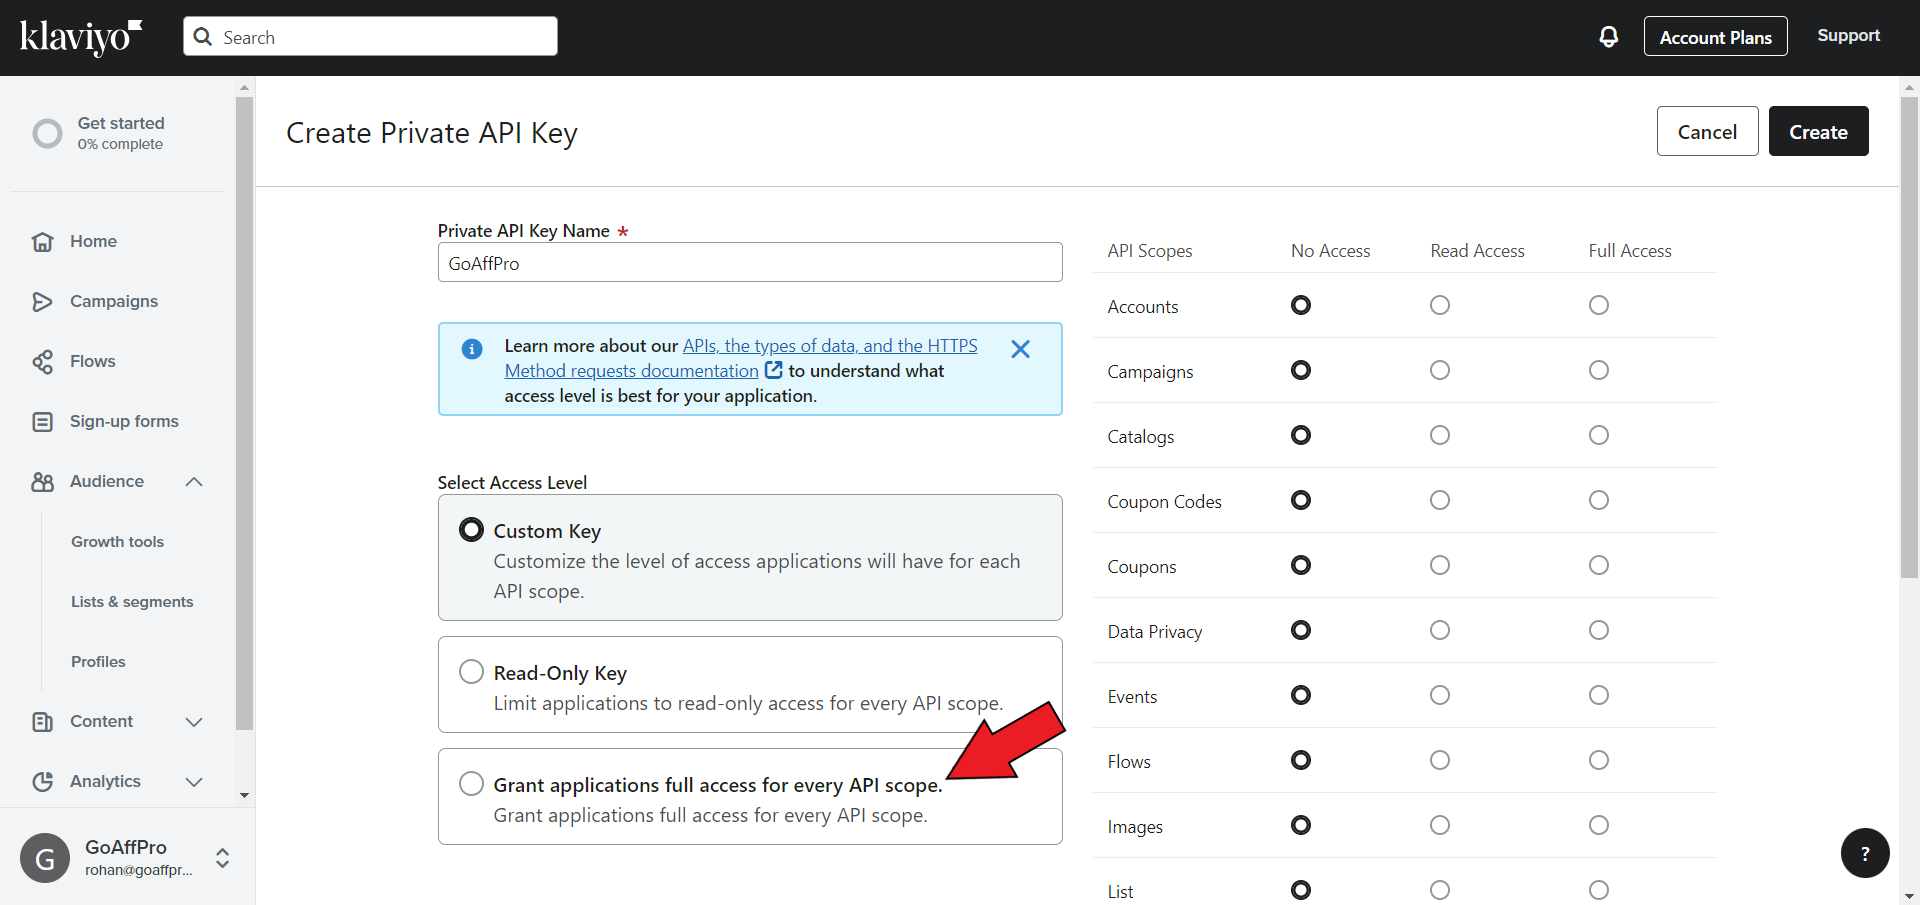 klaviyo
Search
Account Plans
Support
Get started
0% complete
Home
Campaigns
Flows
Sign-up forms
Audience
Growth tools
Lists & segments
Profiles
Content
Analytics
G
GoAffPro
rohan@goaffpr...
Create Private API Key
Cancel
Create
Private API Key Name *
GoAffPro
Learn more about our APIs, the types of data, and the HTTPS
Method requests documentation to understand what
access level is best for your application.
Select Access Level
Custom Key
Customize the level of access applications will have for each
API scope.
Read-Only Key
Limit applications to read-only access for every API scope.
Grant applications full access for every API scope.
Grant applications full access for every API scope.
API Scopes No Access Read Access Full Access
Accounts
Campaigns
Catalogs
Coupon Codes
Coupons
Data Privacy
Events
Flows
Images
List
?